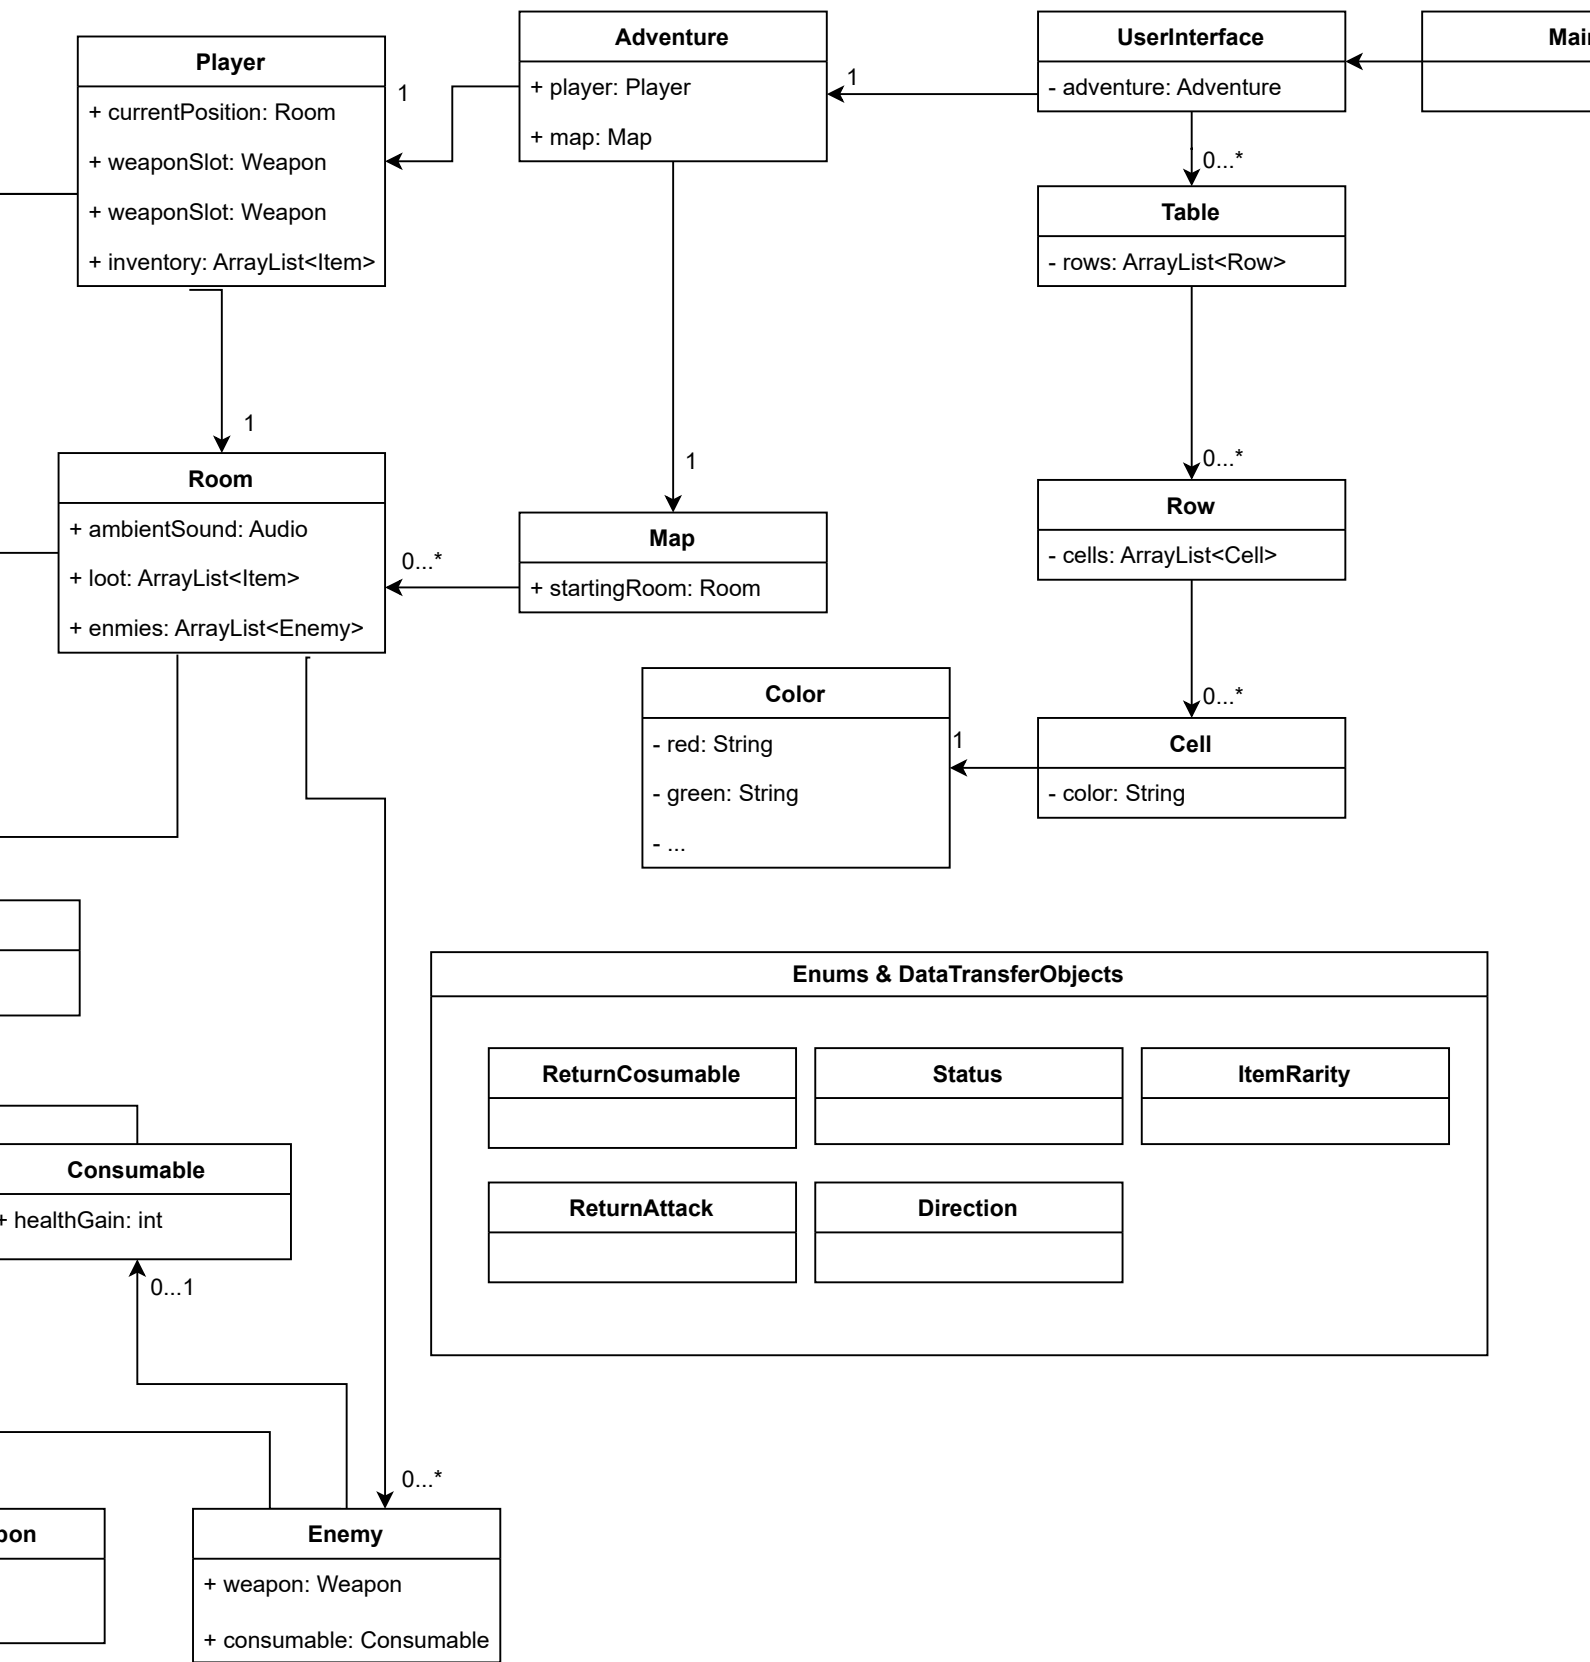 Player
+ currentPosition: Room
+ weaponSlot: Weapon
+ weaponSlot: Weapon
+ inventory: ArrayList<Item>
1
Adventure
+ player: Player
+ map: Map
1
UserInterface
- adventure: Adventure
0...*
Table
- rows: ArrayList<Row>
1
Room
+ ambientSound: Audio
+ loot: ArrayList<Item>
+ enmies: ArrayList<Enemy>
0...*
1
Map
+ startingRoom: Room
0...*
Row
- cells: ArrayList<Cell>
0...*
Color
- red: String
- green: String
- ...
1
Cell
- color: String
Enums & DataTransferObjects
ReturnCosumable
Status
ItemRarity
ReturnAttack
Direction
Consumable
+ healthGain: int
0...1
0...*
Enemy
+ weapon: Weapon
+ consumable: Consumable